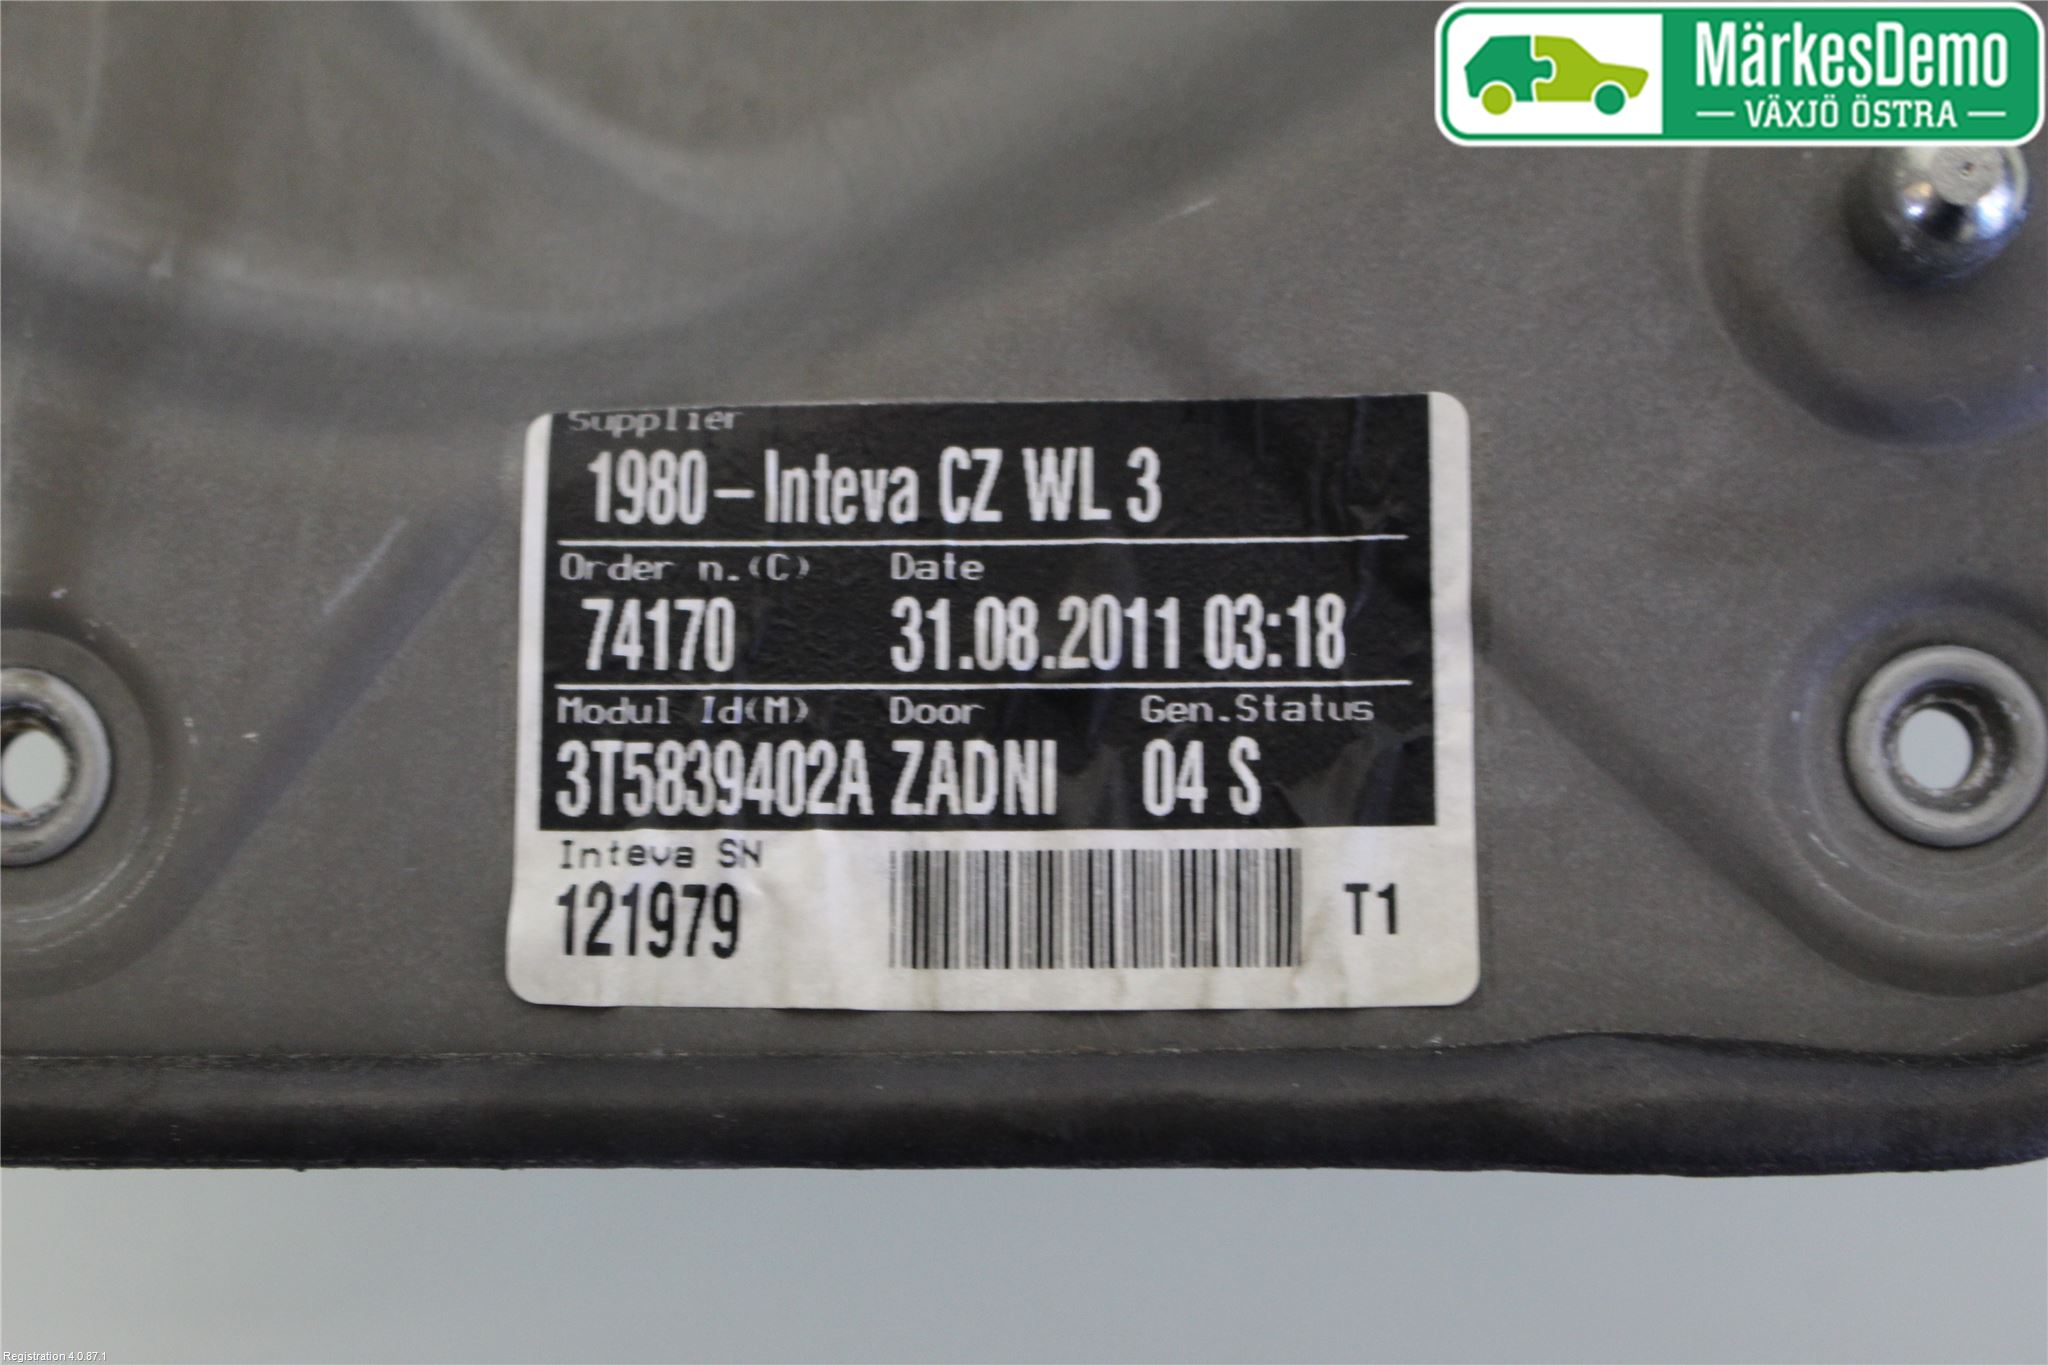 MärkesDemo
VÄXJÖ ÖSTRA
Supplier
1980-Inteva CZ WL 3
Order n.(C) Date
74170 31.08.2011 03:18
Modul Id(M) Door Gen.Status
3T5839402A ZADNI 04 S
Inteva SN
121979 T1
Registration 4.0.87.1